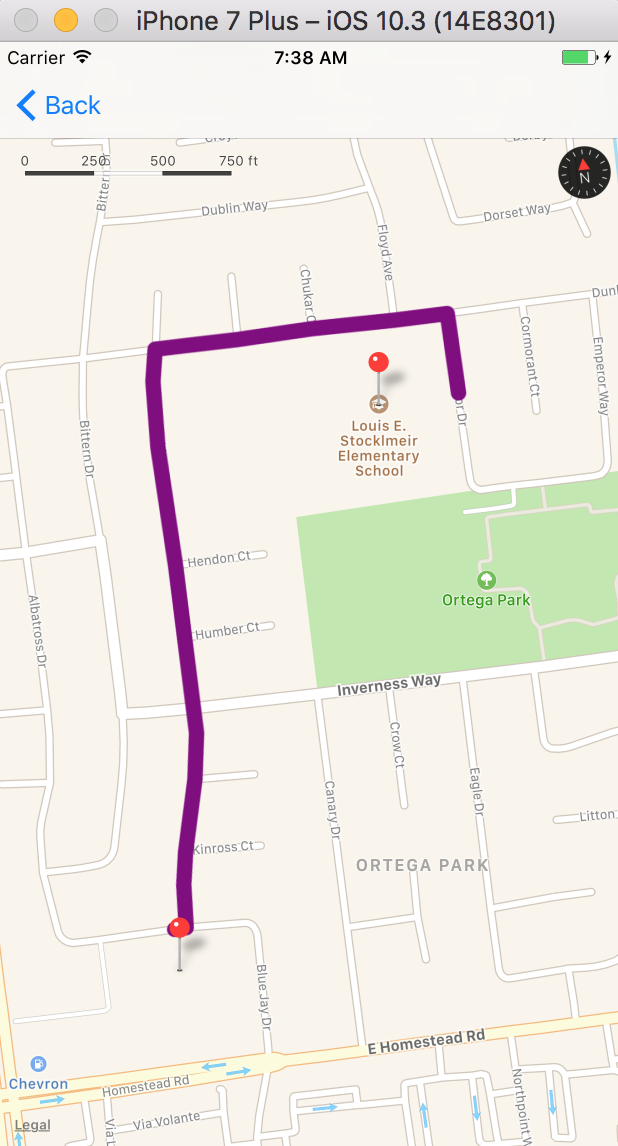 iPhone 7 Plus – iOS 10.3 (14E8301)
Carrier
7:38 AM
Back
0 250 500 750 ft
N
Dublin Way
Dorset Way
Floyd Ave
Cormorant Ct
Emperor Way
Louis E.
Stocklmeir
Elementary
School
Bittern Dr
Hendon Ct
Ortega Park
Albatross Dr
Humber Ct
Inverness Way
Crow Ct
Canary Dr
Eagle Dr
Litton
Kinross Ct
ORTEGA PARK
Blue Jay Dr
E Homestead Rd
Chevron
Homestead Rd
Northpoint W
Via Volante
Legal